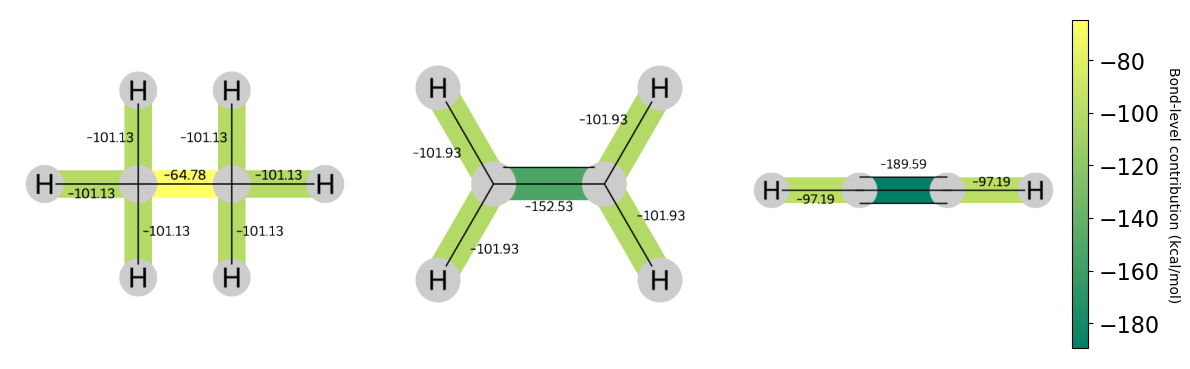 H H
-101.13 -101.13
H -101.13 -64.78 -101.13 H
-101.13 -101.13
H H
H H
-101.93 -101.93
-152.53
-101.93 -101.93
H H
-189.59
H -97.19 -97.19 H
−80
−100
−120
−140
−160
−180
Bond-level contribution (kcal/mol)